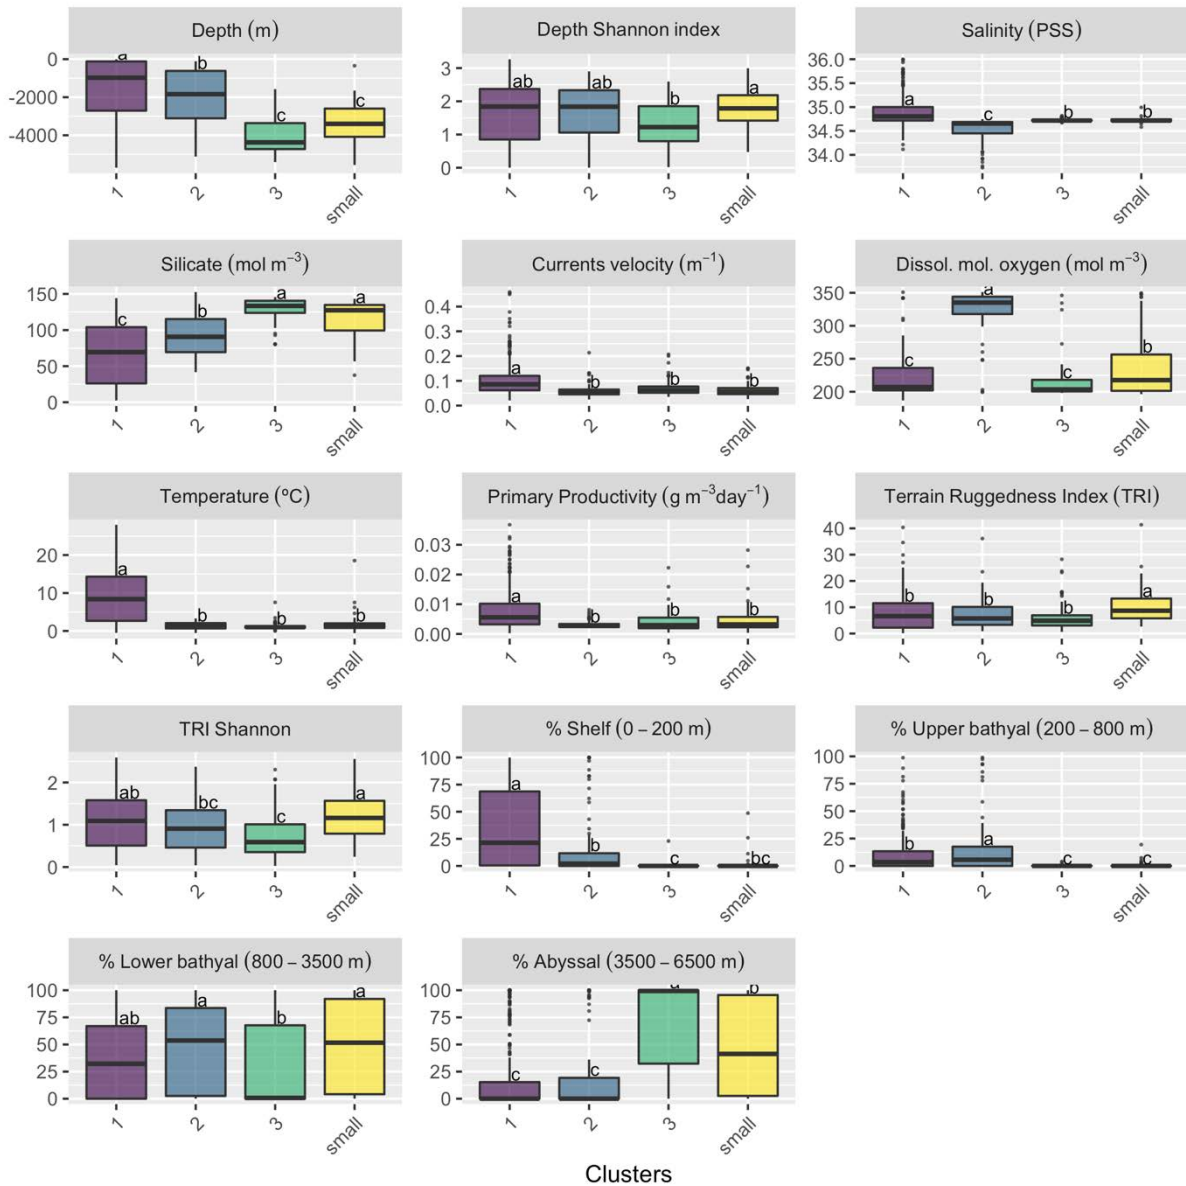 Depth (m)
0
-2000
-4000
a
b
c
c
1
2
3
small
Depth Shannon index
3
2
1
0
ab
ab
b
a
1
2
3
small
Salinity (PSS)
36.0
35.5
35.0
34.5
34.0
a
c
b
b
1
2
3
small
Silicate (mol m⁻³)
150
100
50
0
c
b
a
a
1
2
3
small
Currents velocity (m⁻¹)
0.4
0.3
0.2
0.1
0.0
a
b
b
b
1
2
3
small
Dissol. mol. oxygen (mol m⁻³)
350
300
250
200
c
a
c
b
1
2
3
small
Temperature (ºC)
20
10
0
a
b
b
b
1
2
3
small
Primary Productivity (g m⁻³day⁻¹)
0.03
0.02
0.01
0.00
a
b
b
b
1
2
3
small
Terrain Ruggedness Index (TRI)
40
30
20
10
0
b
b
b
a
1
2
3
small
TRI Shannon
2
1
0
ab
bc
c
a
1
2
3
small
% Shelf (0 – 200 m)
100
75
50
25
0
a
b
c
bc
1
2
3
small
% Upper bathyal (200 – 800 m)
100
75
50
25
0
b
a
c
c
1
2
3
small
% Lower bathyal (800 – 3500 m)
100
75
50
25
0
ab
a
b
a
1
2
3
small
% Abyssal (3500 – 6500 m)
100
75
50
25
0
c
c
a
b
1
2
3
small
Clusters